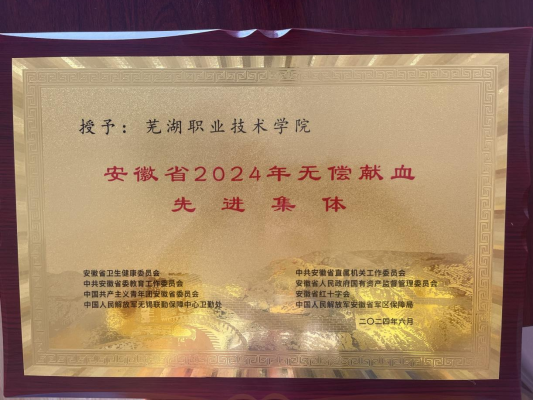 授予：芜湖职业技术学院
安徽省2024年无偿献血
先进集体
安徽省卫生健康委员会
中共安徽省委教育工作委员会
中国共产主义青年团安徽省委员会
中国人民解放军无锡联勤保障中心卫勤处
中共安徽省直属机关工作委员会
安徽省人民政府国有资产监督管理委员会
安徽省红十字会
中国人民解放军安徽省军区保障局
二〇二四年六月